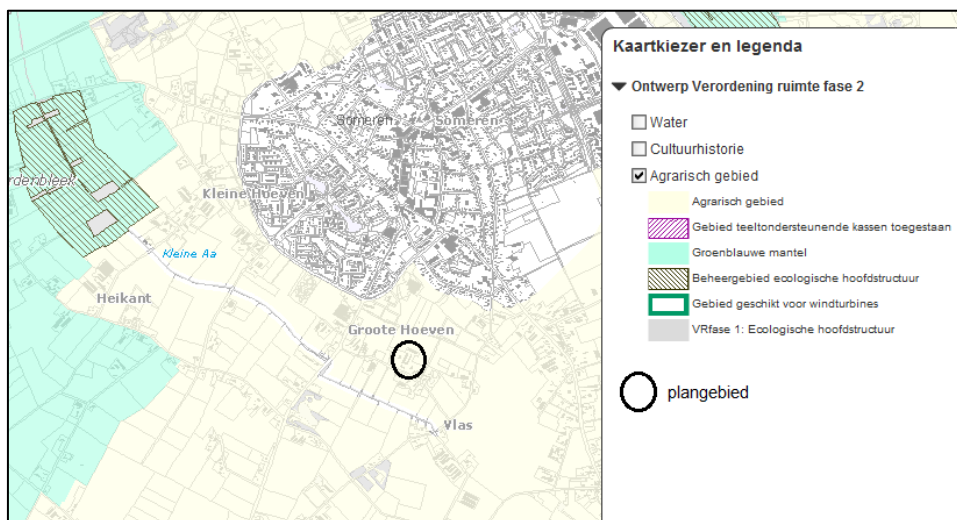 Kaartkiezer en legenda
Ontwerp Verordening ruimte fase 2
Water
Cultuurhistorie
Agrarisch gebied
Agrarisch gebied
Gebied teeltondersteunende kassen toegestaan
Groenblauwe mantel
Beheergebied ecologische hoofdstructuur
Gebied geschikt voor windturbines
VRfase 1: Ecologische hoofdstructuur
plangebied
Someren
Someren
rdenbleek
Kleine Hoeven
Kleine Aa
Heikant
Groote Hoeven
Vlas